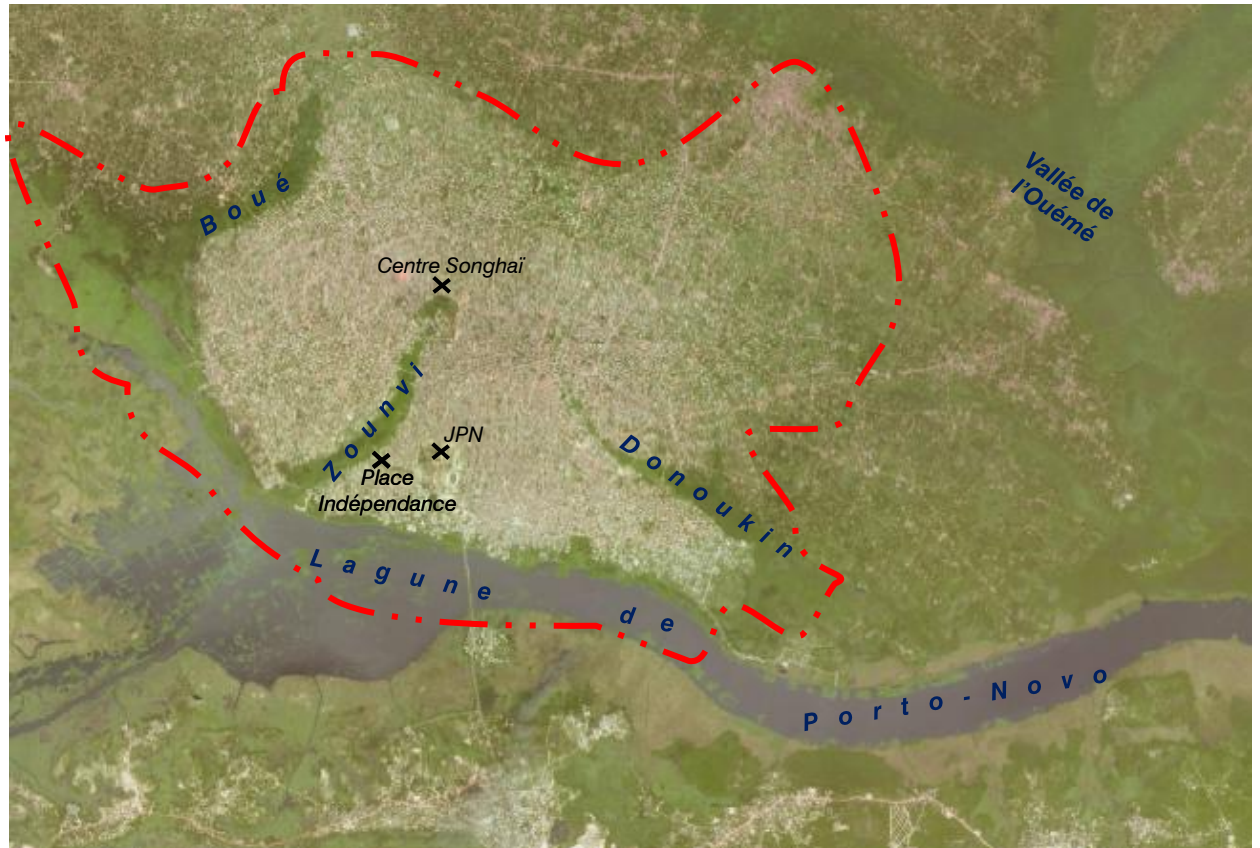 Vallée de
l'Ouémé
Boué
Centre Songhaï
Zounvi
JPN
Place
Indépendance
Donoukin
Lagune de Porto-Novo